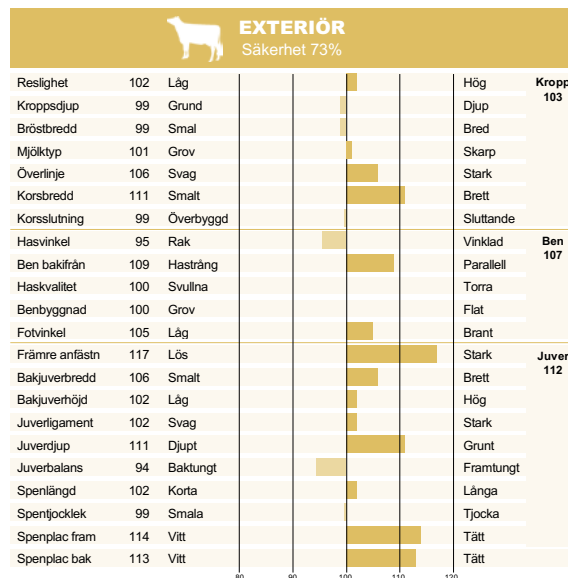 EXTERIÖR
Säkerhet 73%
Reslighet 102 Låg Hög Kropp
Kroppsdjup 99 Grund Djup 103
Bröstbredd 99 Smal Bred
Mjölktyp 101 Grov Skarp
Överlinje 106 Svag Stark
Korsbredd 111 Smalt Brett
Korsslutning 99 Överbyggd Sluttande
Hasvinkel 95 Rak Vinklad Ben
Ben bakifrån 109 Hastrång Parallell 107
Haskvalitet 100 Svullna Torra
Benbyggnad 100 Grov Flat
Fotvinkel 105 Låg Brant
Främre anfästn 117 Lös Stark Juver
Bakjuverbredd 106 Smalt Brett 112
Bakjuverhöjd 102 Låg Hög
Juverligament 102 Svag Stark
Juverdjup 111 Djupt Grunt
Juverbalans 94 Baktungt Framtungt
Spenlängd 102 Korta Långa
Spentjocklek 99 Smala Tjocka
Spenplac fram 114 Vitt Tätt
Spenplac bak 113 Vitt Tätt
80 90 100 110 120